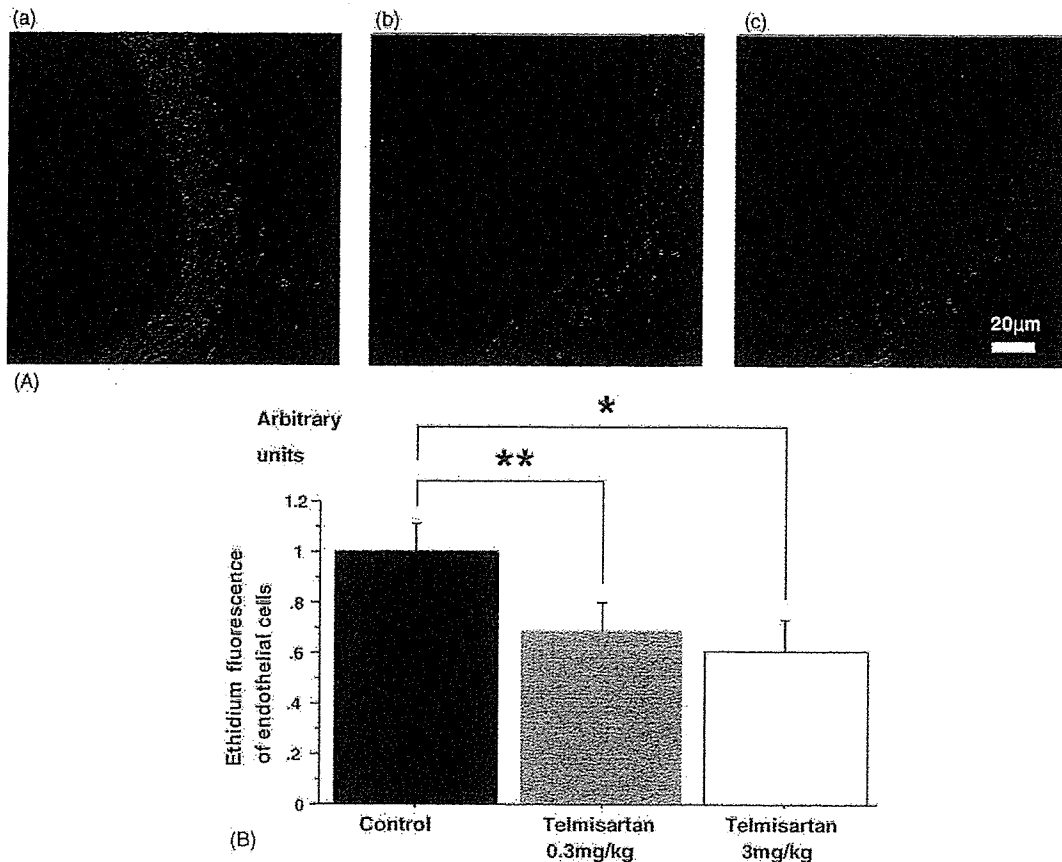 (a)
(b)
(c)
20µm
(A)
Arbitrary
units
*
**
Ethidium fluorescence
of endothelial cells
1.2
1
.8
.6
.4
.2
0
Control
Telmisartan
0.3mg/kg
Telmisartan
3mg/kg
(B)